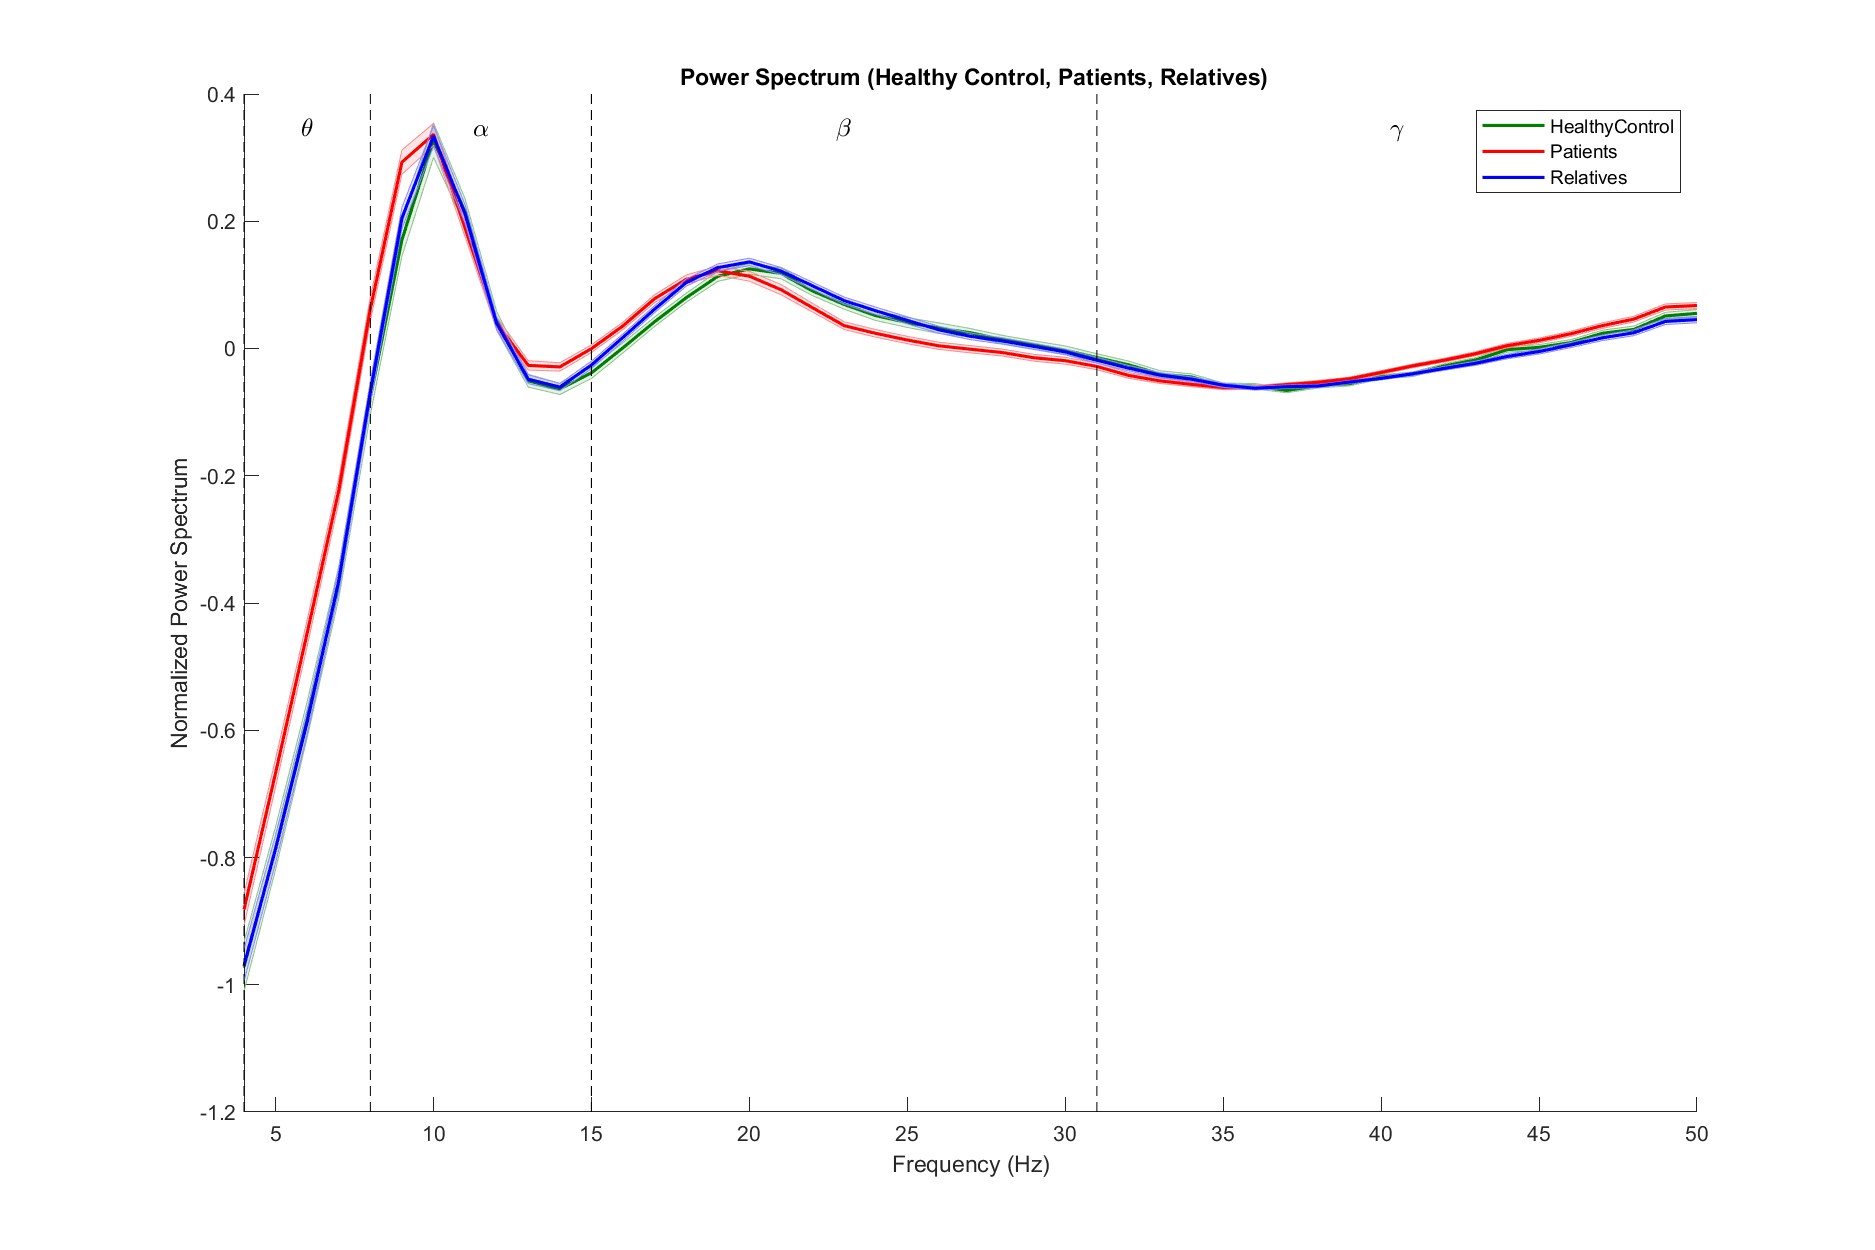 Power Spectrum (Healthy Control, Patients, Relatives)
θ α β γ
HealthyControl
Patients
Relatives
Normalized Power Spectrum
0.4
0.2
0
-0.2
-0.4
-0.6
-0.8
-1
-1.2
5 10 15 20 25 30 35 40 45 50
Frequency (Hz)